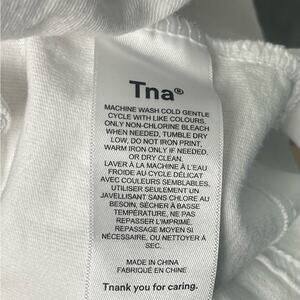 Tna®
MACHINE WASH COLD GENTLE
CYCLE WITH LIKE COLOURS,
ONLY NON-CHLORINE BLEACH
WHEN NEEDED, TUMBLE DRY
LOW, DO NOT IRON PRINT,
WARM IRON ONLY IF NEEDED,
OR DRY CLEAN.
LAVER À LA MACHINE À L'EAU
FROIDE AU CYCLE DÉLICAT
AVEC COULEURS SEMBLABLES,
UTILISER SEULEMENT UN
JAVELLISANT SANS CHLORE AU
BESOIN, SÉCHER À BASSE
TEMPÉRATURE, NE PAS
REPASSER L'IMPRIMÉ,
REPASSAGE MOYEN SI
NÉCESSAIRE, OU NETTOYER À
SEC.
MADE IN CHINA
FABRIQUÉ EN CHINE
Thank you for caring.